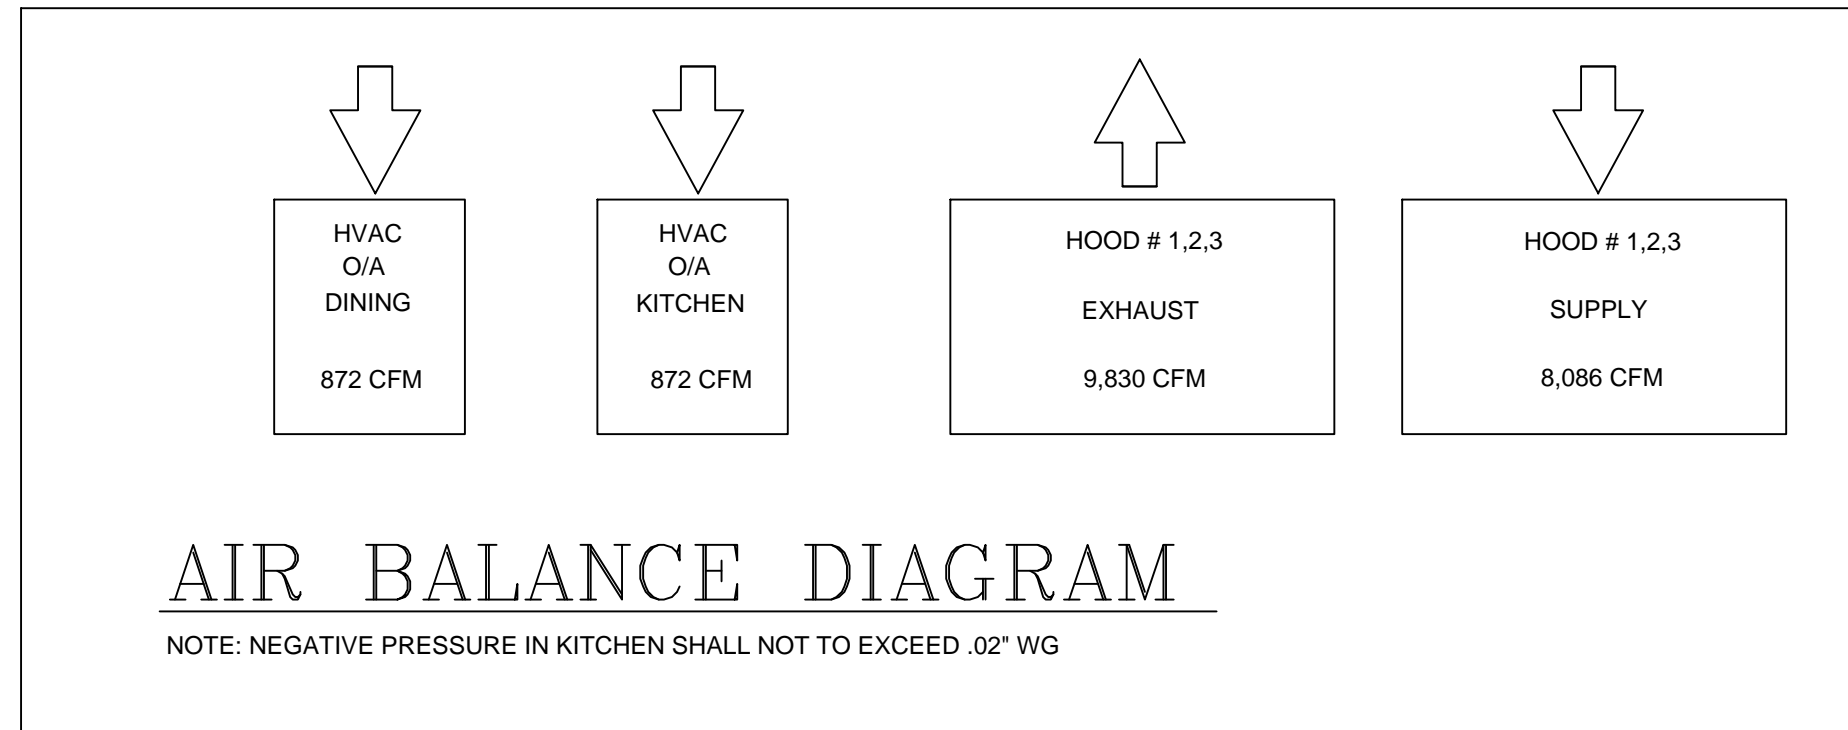 HVAC
O/A
DINING
872 CFM
HVAC
O/A
KITCHEN
872 CFM
HOOD # 1,2,3
EXHAUST
9,830 CFM
HOOD # 1,2,3
SUPPLY
8,086 CFM
AIR BALANCE DIAGRAM
NOTE: NEGATIVE PRESSURE IN KITCHEN SHALL NOT TO EXCEED .02" WG